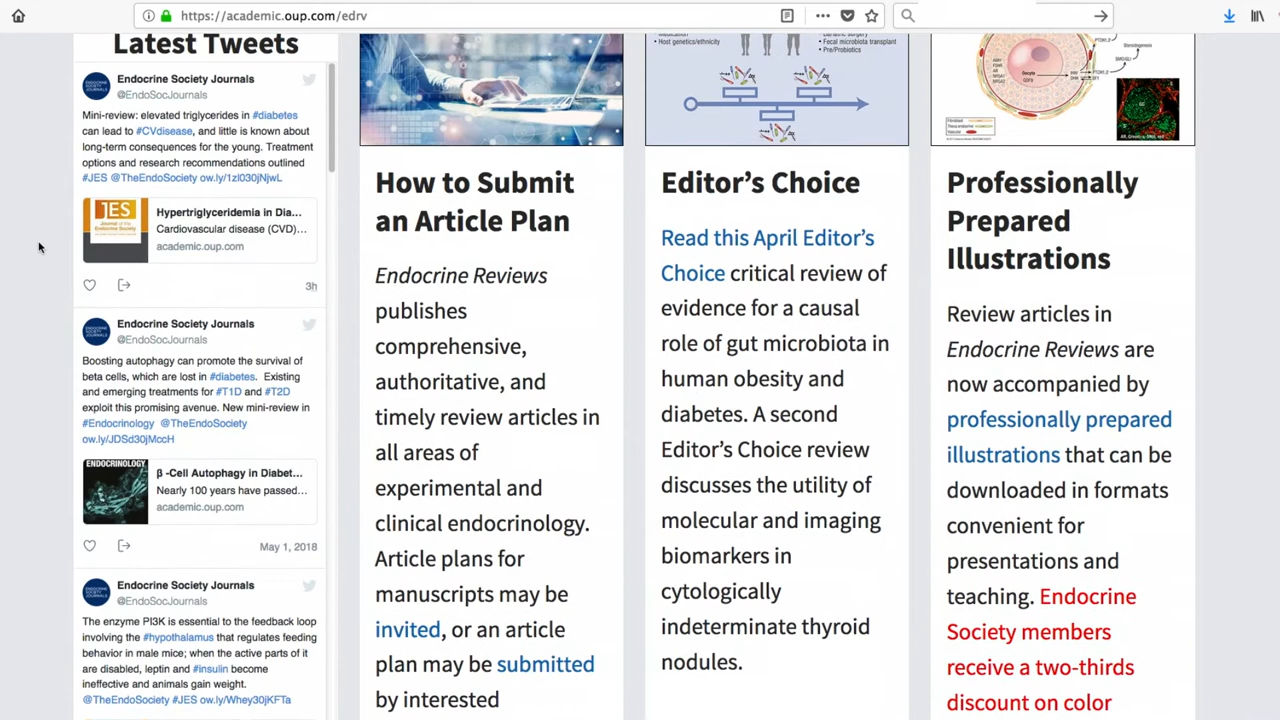 https://academic.oup.com/edrv
Latest Tweets
Endocrine Society Journals
@EndoSocJournals
Mini-review: elevated triglycerides in #diabetes
can lead to #CVdisease, and little is known about
long-term consequences for the young. Treatment
options and research recommendations outlined
#JES @TheEndoSociety ow.ly/1zl030jNjwL
JES
Hypertriglyceridemia in Dia...
Cardiovascular disease (CVD)...
academic.oup.com
3h
Endocrine Society Journals
@EndoSocJournals
Boosting autophagy can promote the survival of
beta cells, which are lost in #diabetes. Existing
and emerging treatments for #T1D and #T2D
exploit this promising avenue. New mini-review in
#Endocrinology @TheEndoSociety
ow.ly/JDSd30jMccH
ENDOCRINOLOGY
β -Cell Autophagy in Diabet...
Nearly 100 years have passed...
academic.oup.com
May 1, 2018
Endocrine Society Journals
@EndoSocJournals
The enzyme PI3K is essential to the feedback loop
involving the #hypothalamus that regulates feeding
behavior in male mice; when the active parts of it
are disabled, leptin and #insulin become
ineffective and animals gain weight.
@TheEndoSociety #JES ow.ly/Whey30jKFTa
How to Submit
an Article Plan
Endocrine Reviews
publishes
comprehensive,
authoritative, and
timely review articles in
all areas of
experimental and
clinical endocrinology.
Article plans for
manuscripts may be
invited, or an article
plan may be submitted
by interested
• Host genetics/ethnicity
• Fecal microbiota transplant
• Pre/Probiotics
Editor’s Choice
Read this April Editor’s
Choice critical review of
evidence for a causal
role of gut microbiota in
human obesity and
diabetes. A second
Editor’s Choice review
discusses the utility of
molecular and imaging
biomarkers in
cytologically
indeterminate thyroid
nodules.
Oocyte
Steroidogenesis
Professionally
Prepared
Illustrations
Review articles in
Endocrine Reviews are
now accompanied by
professionally prepared
illustrations that can be
downloaded in formats
convenient for
presentations and
teaching. Endocrine
Society members
receive a two-thirds
discount on color